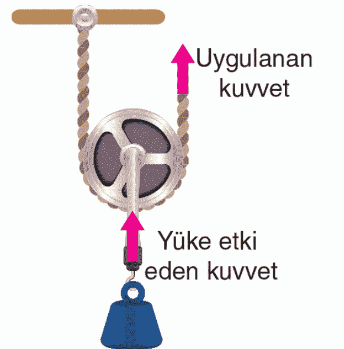 Uygulanan
kuvvet
Yüke etki
eden kuvvet